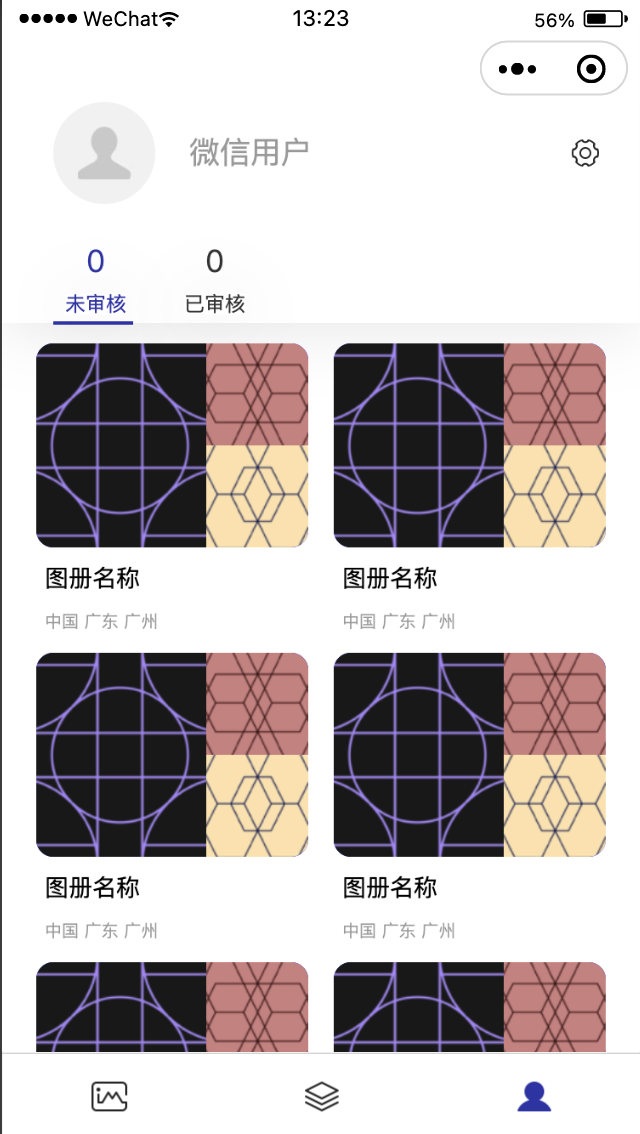 WeChat 13:23 56%
微信用户
0 0
未审核 已审核
图册名称 图册名称
中国 广东 广州 中国 广东 广州
图册名称 图册名称
中国 广东 广州 中国 广东 广州